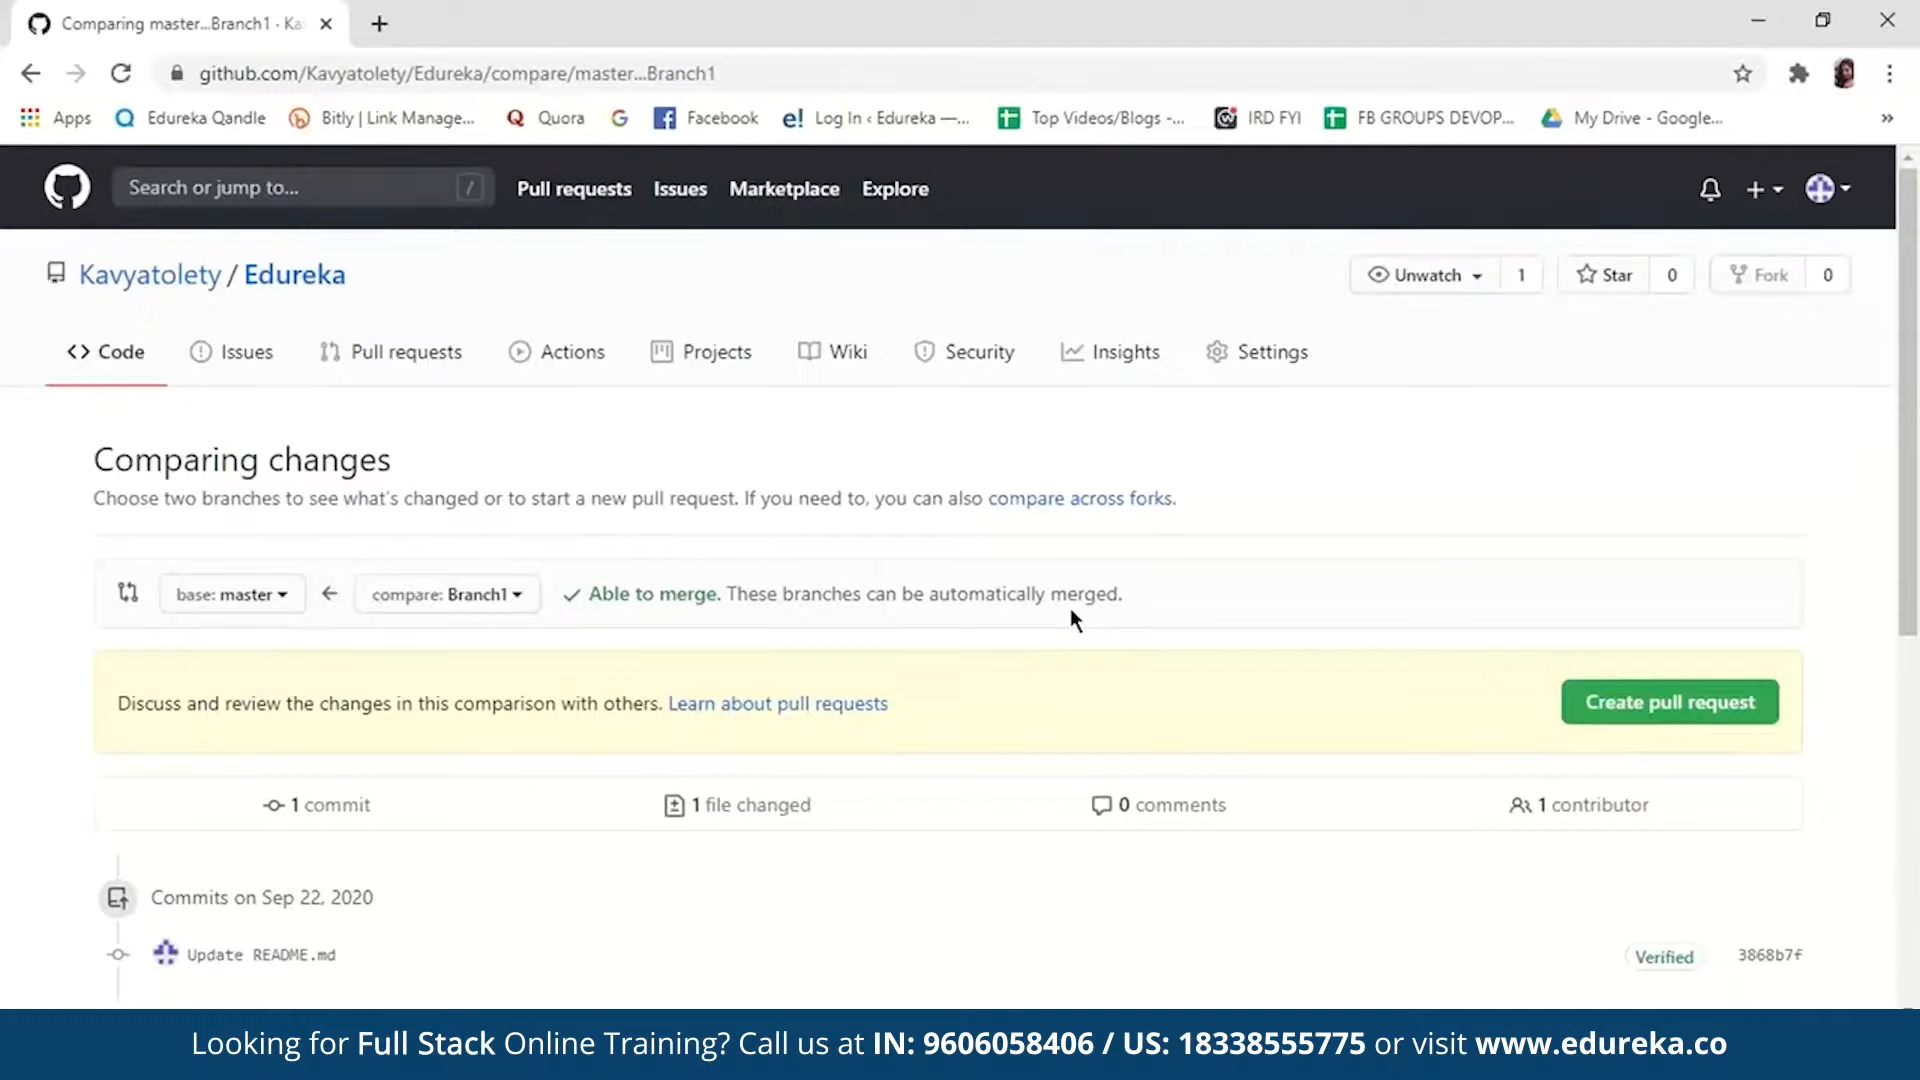 Comparing master...Branch1 · Ka
github.com/Kavyatolety/Edureka/compare/master...Branch1
Apps Edureka Qandle Bitly | Link Manage... Quora Facebook Log In ‹ Edureka —... Top Videos/Blogs -... IRD FYI FB GROUPS DEVOP... My Drive - Google... »
Search or jump to... / Pull requests Issues Marketplace Explore
Kavyatolety / Edureka Unwatch 1 Star 0 Fork 0
Code Issues Pull requests Actions Projects Wiki Security Insights Settings
Comparing changes
Choose two branches to see what's changed or to start a new pull request. If you need to, you can also compare across forks.
base: master compare: Branch1 Able to merge. These branches can be automatically merged.
Discuss and review the changes in this comparison with others. Learn about pull requests Create pull request
1 commit 1 file changed 0 comments 1 contributor
Commits on Sep 22, 2020
Update README.md Verified 3868b7f
Looking for Full Stack Online Training? Call us at IN: 9606058406 / US: 18338555775 or visit www.edureka.co